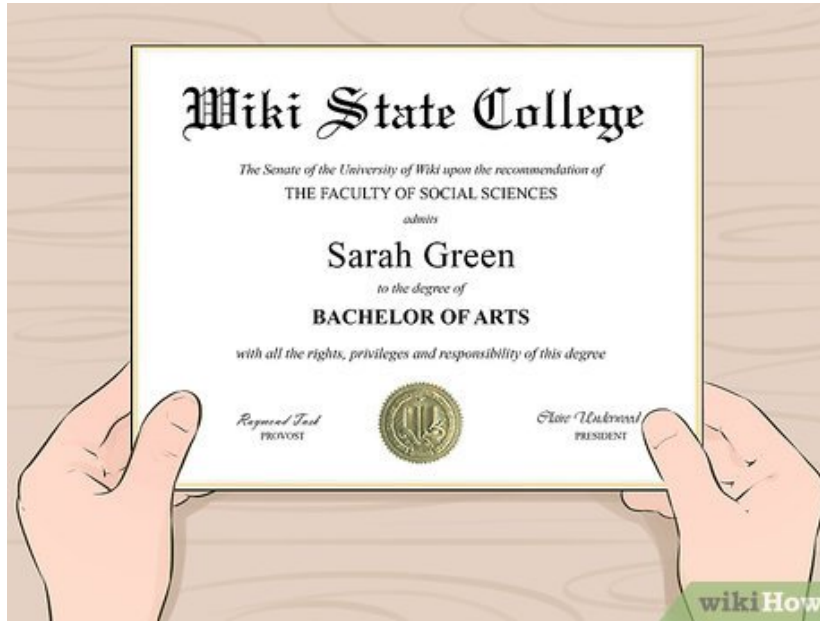 Wiki State College
The Senate of the University of Wiki upon the recommendation of
THE FACULTY OF SOCIAL SCIENCES
admits
Sarah Green
to the degree of
BACHELOR OF ARTS
with all the rights, privileges and responsibility of this degree
Raymond Tusk
PROVOST
Claire Underwood
PRESIDENT
wikiHow